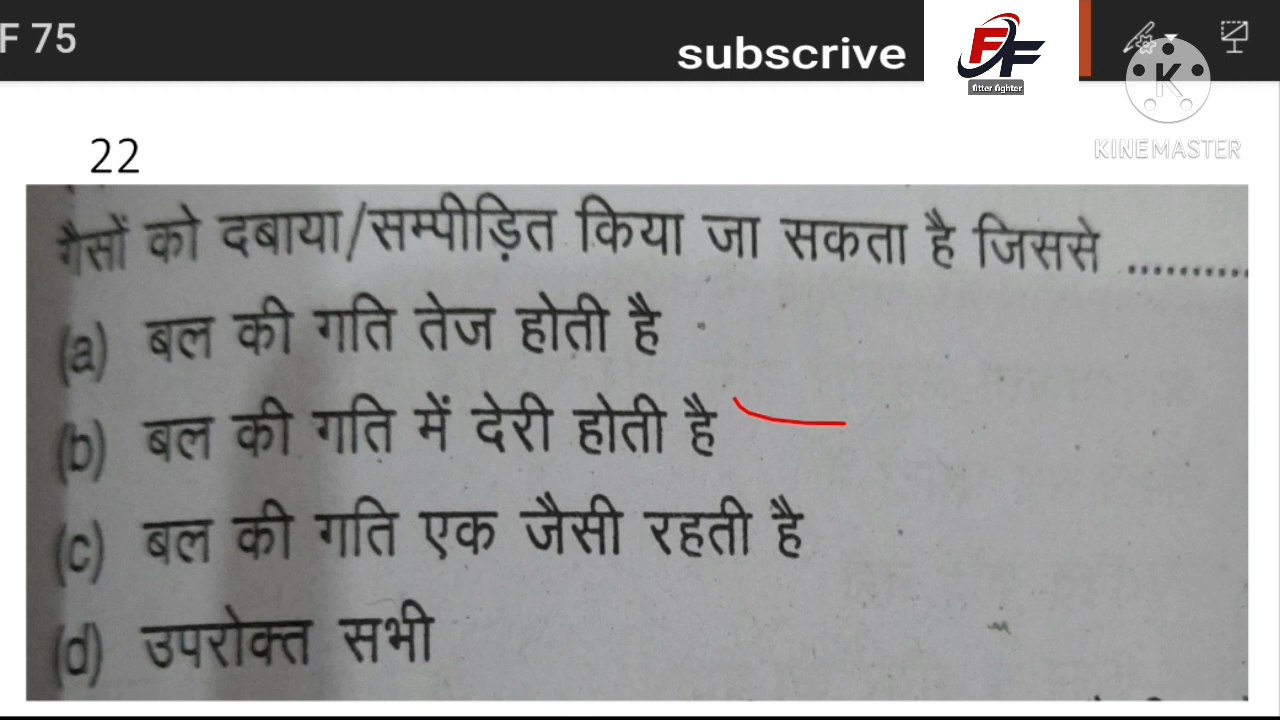 F 75
subscrive
fitter fighter
K
KINEMASTER
22
गैसों को दबाया/सम्पीड़ित किया जा सकता है जिससे ..........
(a) बल की गति तेज होती है
(b) बल की गति में देरी होती है
(c) बल की गति एक जैसी रहती है
(d) उपरोक्त सभी